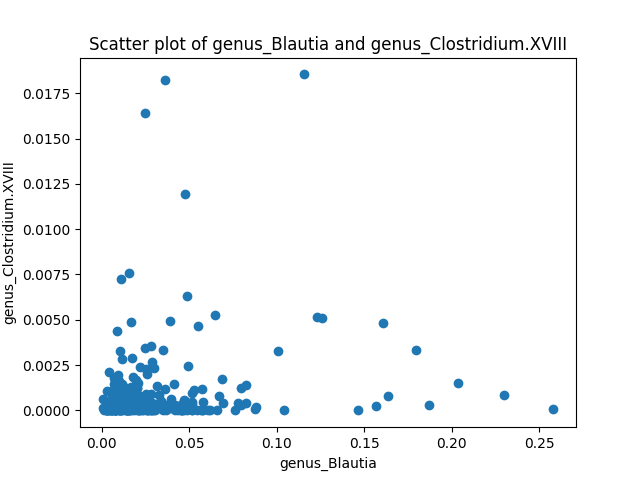 Scatter plot of genus_Blautia and genus_Clostridium.XVIII
genus_Clostridium.XVIII
0.0175
0.0150
0.0125
0.0100
0.0075
0.0050
0.0025
0.0000
0.00 0.05 0.10 0.15 0.20 0.25
genus_Blautia